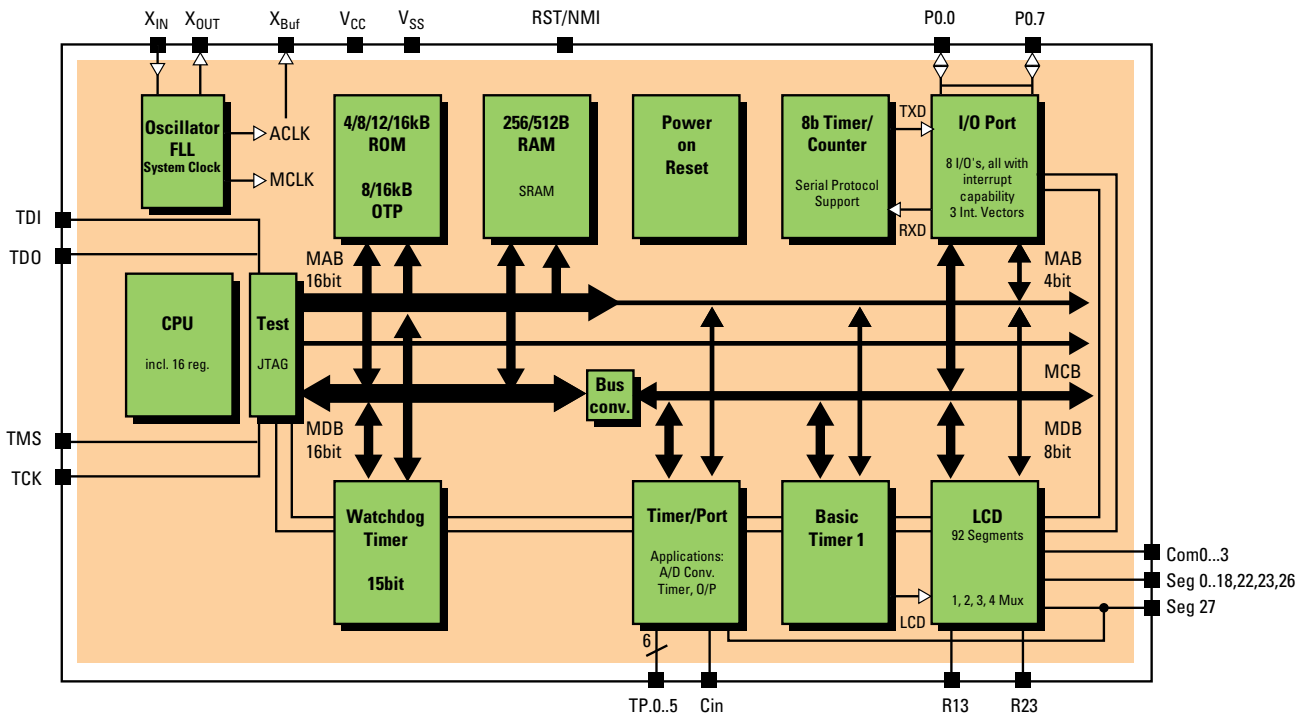 XIN XOUT XBuf VCC VSS RST/NMI P0.0 P0.7
Oscillator
FLL
System Clock
ACLK
MCLK
4/8/12/16kB
ROM
8/16kB
OTP
256/512B
RAM
SRAM
Power
on
Reset
8b Timer/
Counter
Serial Protocol
Support
TXD
RXD
I/O Port
8 I/O's, all with
interrupt
capability
3 Int. Vectors
TDI
TDO
MAB
16bit
MAB
4bit
CPU
incl. 16 reg.
Test
JTAG
Bus
conv.
MCB
TMS
TCK
MDB
16bit
MDB
8bit
Watchdog
Timer
15bit
Timer/Port
Applications:
A/D Conv.
Timer, O/P
Basic
Timer 1
LCD
LCD
92 Segments
1, 2, 3, 4 Mux
Com0...3
Seg 0..18,22,23,26
Seg 27
6
TP.0..5 Cin R13 R23